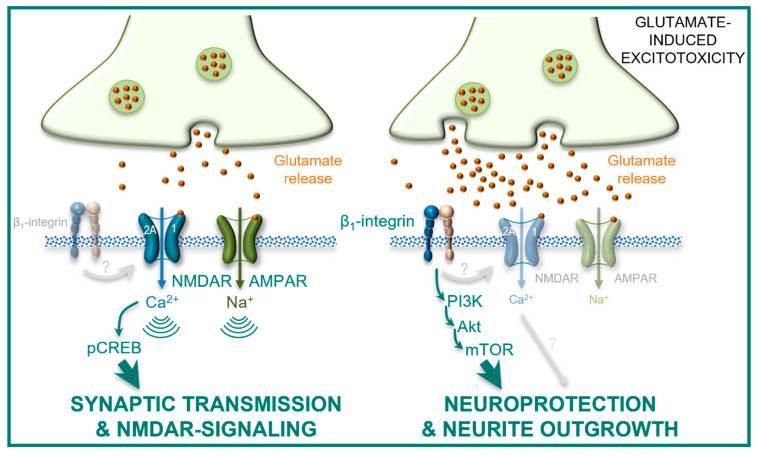 Glutamate
release
β1-integrin
2A 1
?
NMDAR AMPAR
Ca2+ Na+
pCREB
SYNAPTIC TRANSMISSION
& NMDAR-SIGNALING
GLUTAMATE-
INDUCED
EXCITOTOXICITY
Glutamate
release
β1-integrin
2A 1
?
NMDAR AMPAR
PI3K Ca2+ Na+
Akt
mTOR
?
NEUROPROTECTION
& NEURITE OUTGROWTH